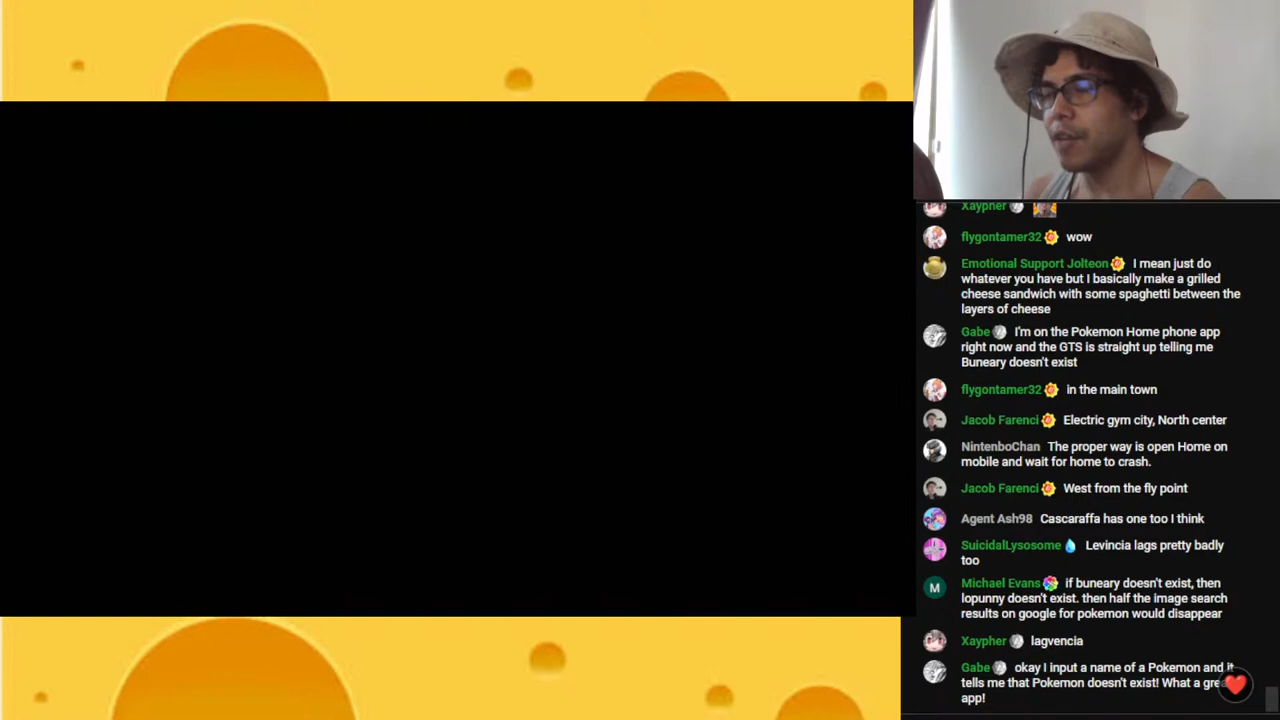 Xaypher
flygontamer32 wow
Emotional Support Jolteon I mean just do
whatever you have but I basically make a grilled
cheese sandwich with some spaghetti between the
layers of cheese
Gabe I'm on the Pokemon Home phone app
right now and the GTS is straight up telling me
Buneary doesn't exist
flygontamer32 in the main town
Jacob Farenci Electric gym city, North center
NintenboChan The proper way is open Home on
mobile and wait for home to crash.
Jacob Farenci West from the fly point
Agent Ash98 Cascaraffa has one too I think
SuicidalLysosome Levincia lags pretty badly
too
M
Michael Evans if buneary doesn't exist, then
lopunny doesn't exist. then half the image search
results on google for pokemon would disappear
Xaypher lagvencia
Gabe okay I input a name of a Pokemon and it
tells me that Pokemon doesn't exist! What a
app!